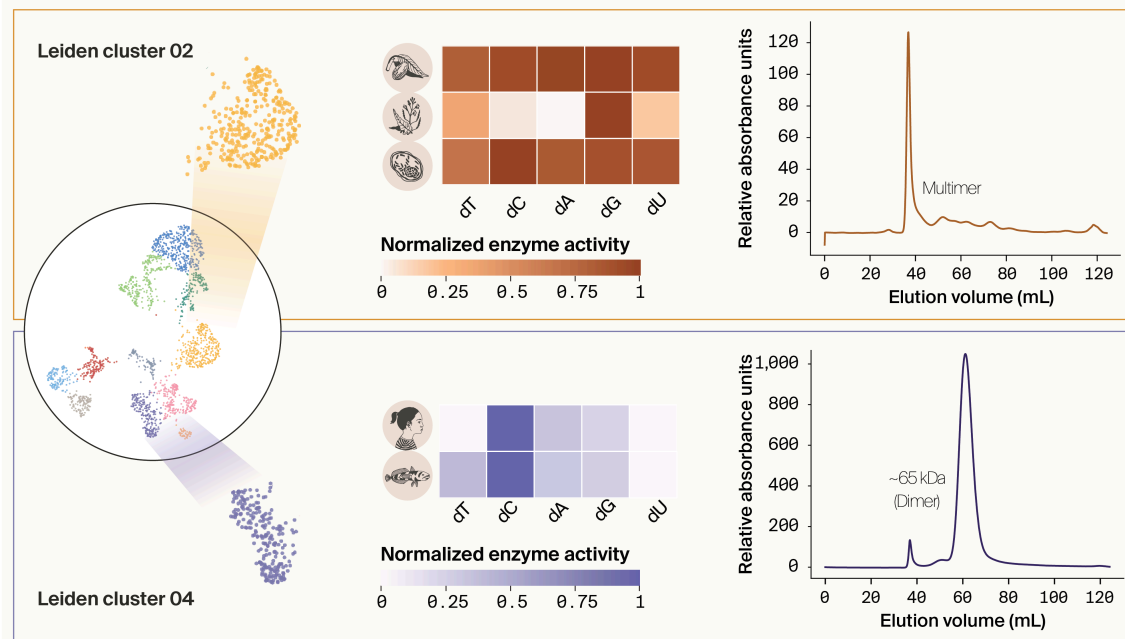 Leiden cluster 02
dT dC dA dG dU
Normalized enzyme activity
0 0.25 0.5 0.75 1
Relative absorbance units
120
100
80
60
40
20
0
Multimer
0 20 40 60 80 100 120
Elution volume (mL)
dT dC dA dG dU
Normalized enzyme activity
0 0.25 0.5 0.75 1
Leiden cluster 04
Relative absorbance units
1,000
800
600
400
200
0
~65 kDa
(Dimer)
0 20 40 60 80 100 120
Elution volume (mL)